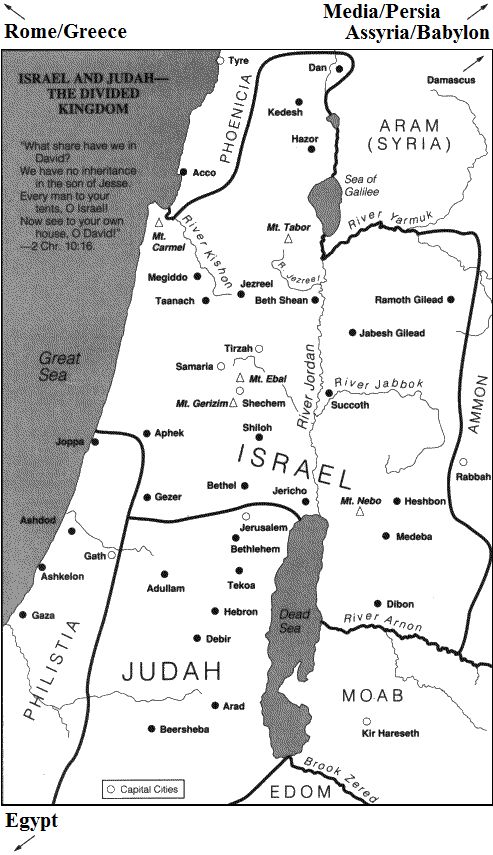 Rome/Greece
Media/Persia
Assyria/Babylon
ISRAEL AND JUDAH—
THE DIVIDED
KINGDOM
"What share have we in
David?
We have no inheritance
in the son of Jesse.
Every man to your
tents, O Israel!
Now see to your own
house, O David!"
—2 Chr. 10:16.
Tyre
Dan
Damascus
PHOENICIA
Kedesh
ARAM
(SYRIA)
Hazor
Acco
Sea of
Galilee
Mt.
Carmel
River Kishon
Mt. Tabor
River Yarmuk
R. Jezreel
Megiddo
Jezreel
Taanach
Beth Shean
Ramoth Gilead
Jabesh Gilead
Great
Sea
Tirzah
Samaria
Mt. Ebal
Mt. Gerizim
Shechem
River Jordan
River Jabbok
Succoth
AMMON
Joppa
Aphek
Shiloh
ISRAEL
Rabbah
Bethel
Jericho
Gezer
Mt. Nebo
Heshbon
Ashdod
Jerusalem
Medeba
Gath
Bethlehem
Ashkelon
Adullam
Tekoa
Gaza
Hebron
Dead
Sea
Dibon
River Arnon
Debir
PHILISTIA
JUDAH
MOAB
Arad
Beersheba
Kir Hareseth
Brook Zered
EDOM
Capital Cities
Egypt